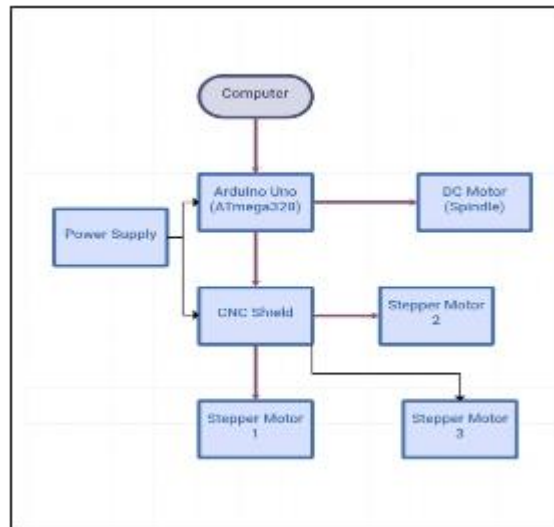 Computer
Arduino Uno
(ATmega328)
DC Motor
(Spindle)
Power Supply
CNC Shield
Stepper Motor
2
Stepper Motor
1
Stepper Motor
3